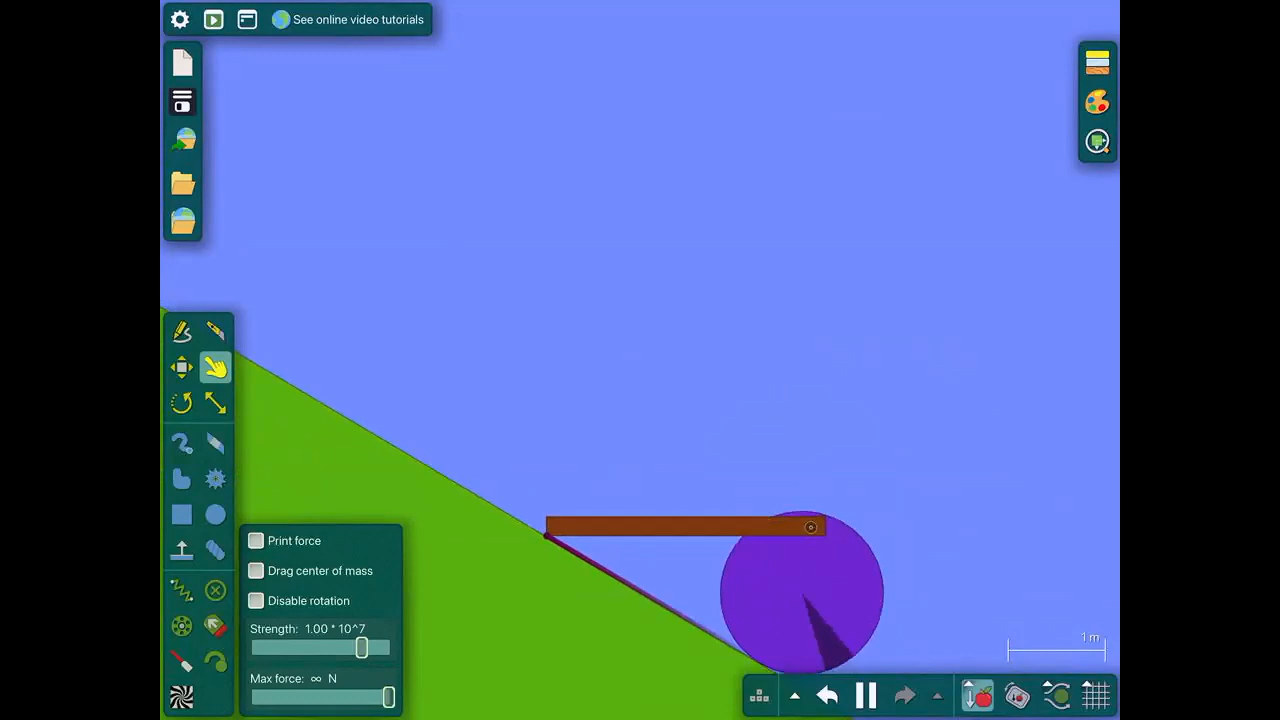 See online video tutorials
Print force
Drag center of mass
Disable rotation
Strength: 1.00 * 10^7
Max force: ∞ N
1 m